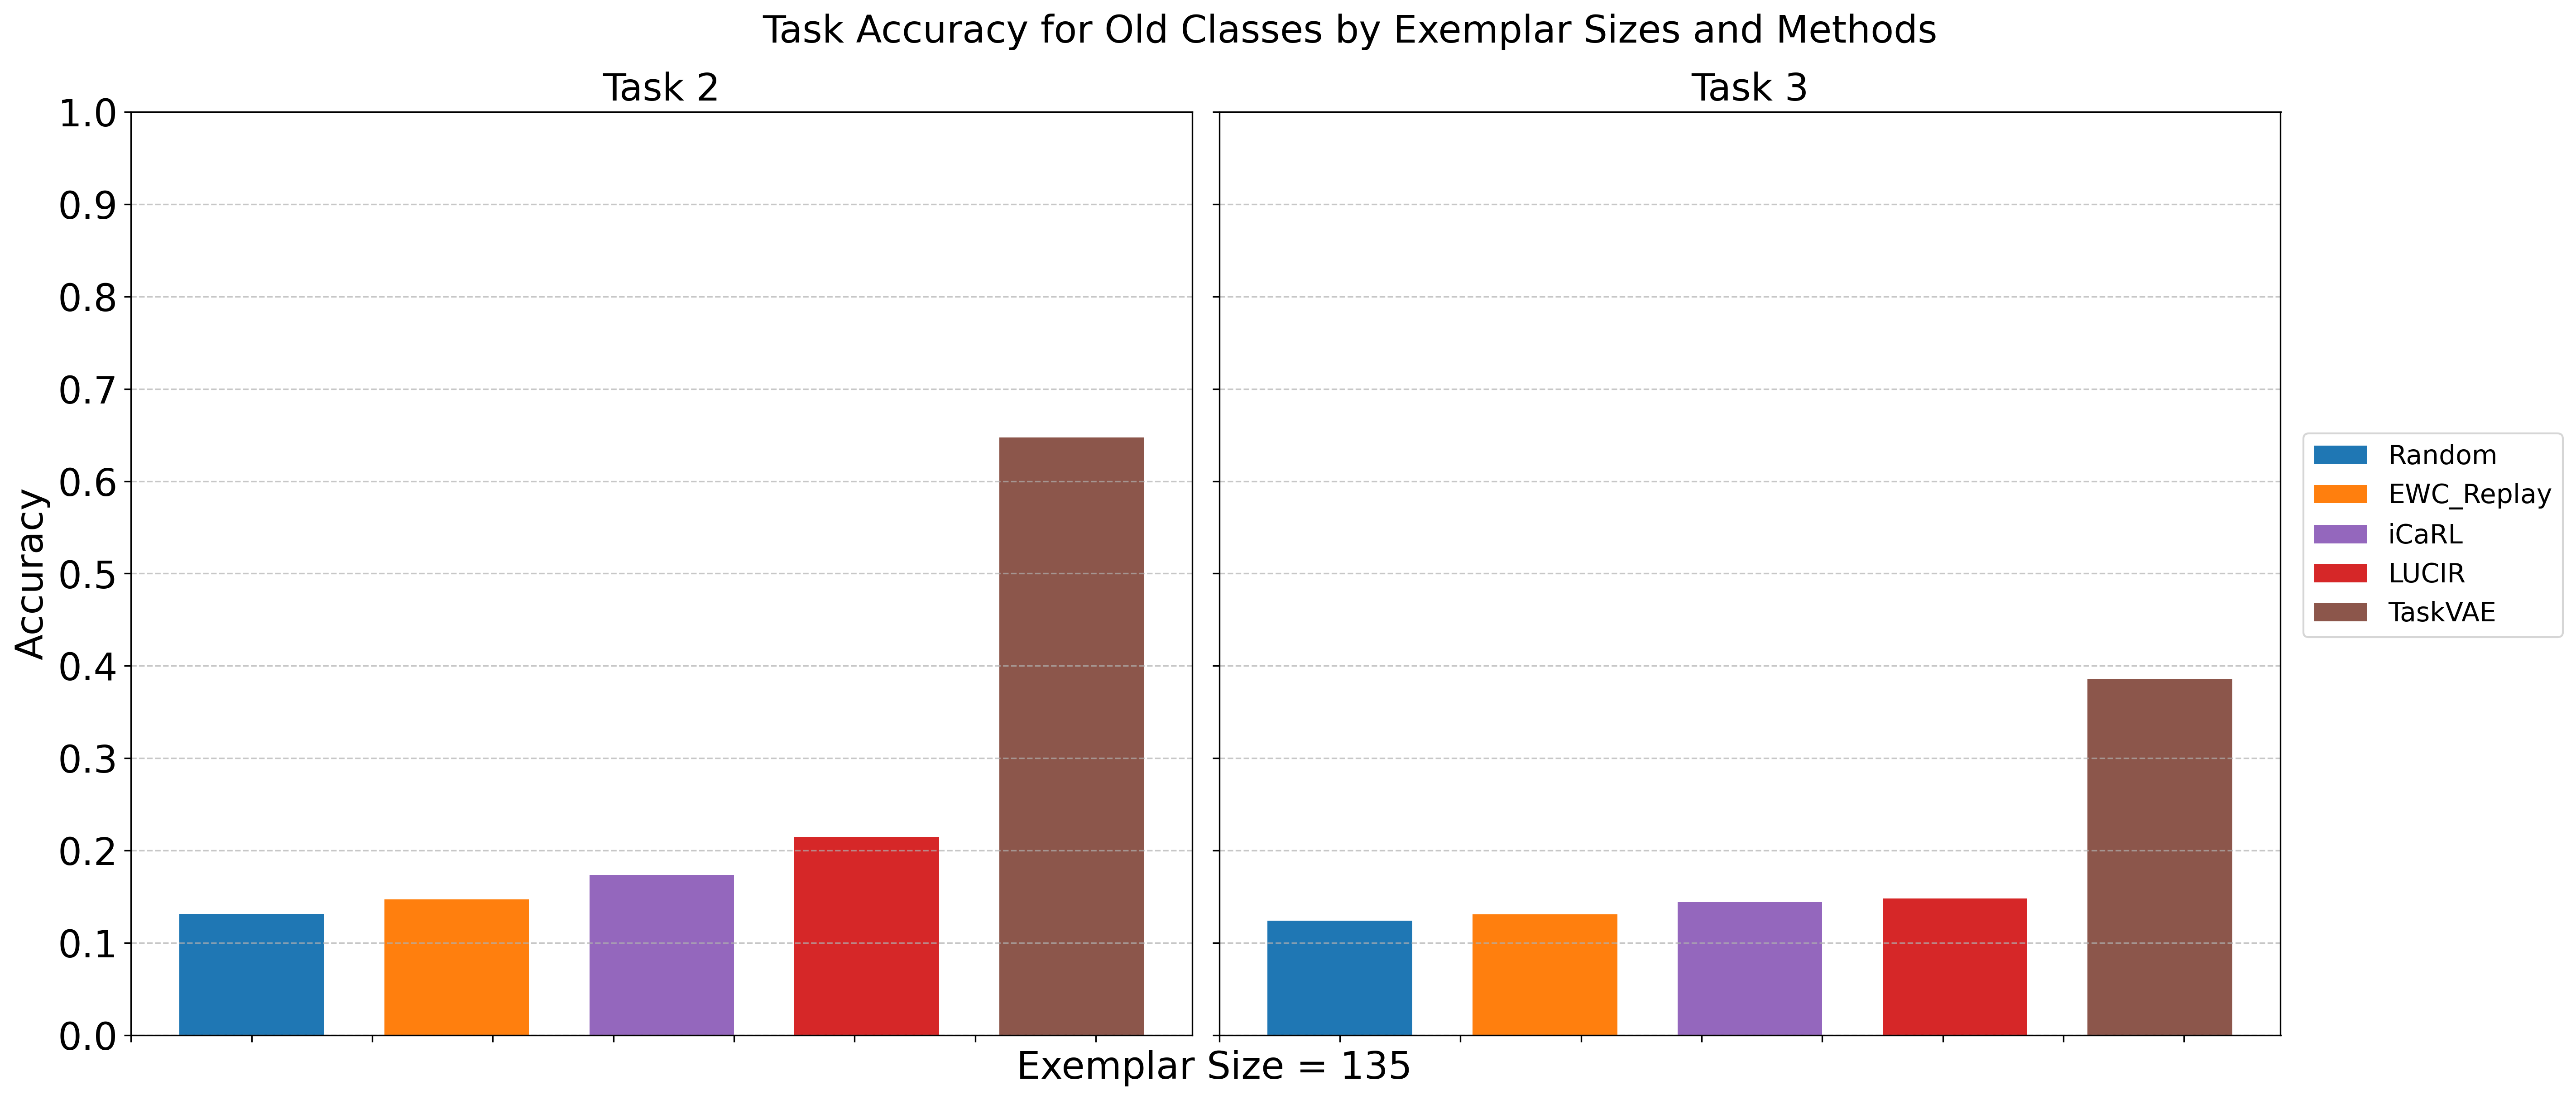 Task Accuracy for Old Classes by Exemplar Sizes and Methods
Task 2
Task 3
1.0
0.9
0.8
0.7
0.6
0.5
0.4
0.3
0.2
0.1
0.0
Accuracy
Exemplar Size = 135
Random
EWC_Replay
iCaRL
LUCIR
TaskVAE